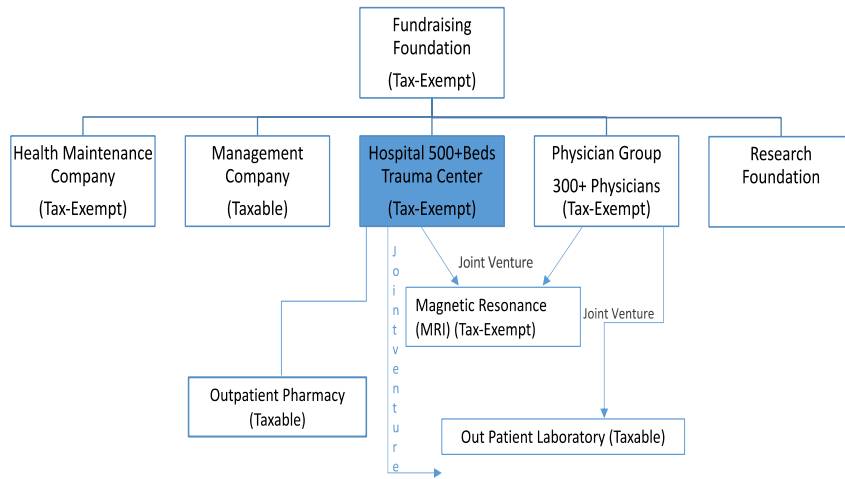 Fundraising
Foundation
(Tax-Exempt)
Health Maintenance
Company
(Tax-Exempt)
Management
Company
(Taxable)
Hospital 500+Beds
Trauma Center
(Tax-Exempt)
Physician Group
300+ Physicians
(Tax-Exempt)
Research
Foundation
Joint Venture
Joint Venture
Magnetic Resonance
(MRI) (Tax-Exempt)
Joint Venture
Outpatient Pharmacy
(Taxable)
Out Patient Laboratory (Taxable)